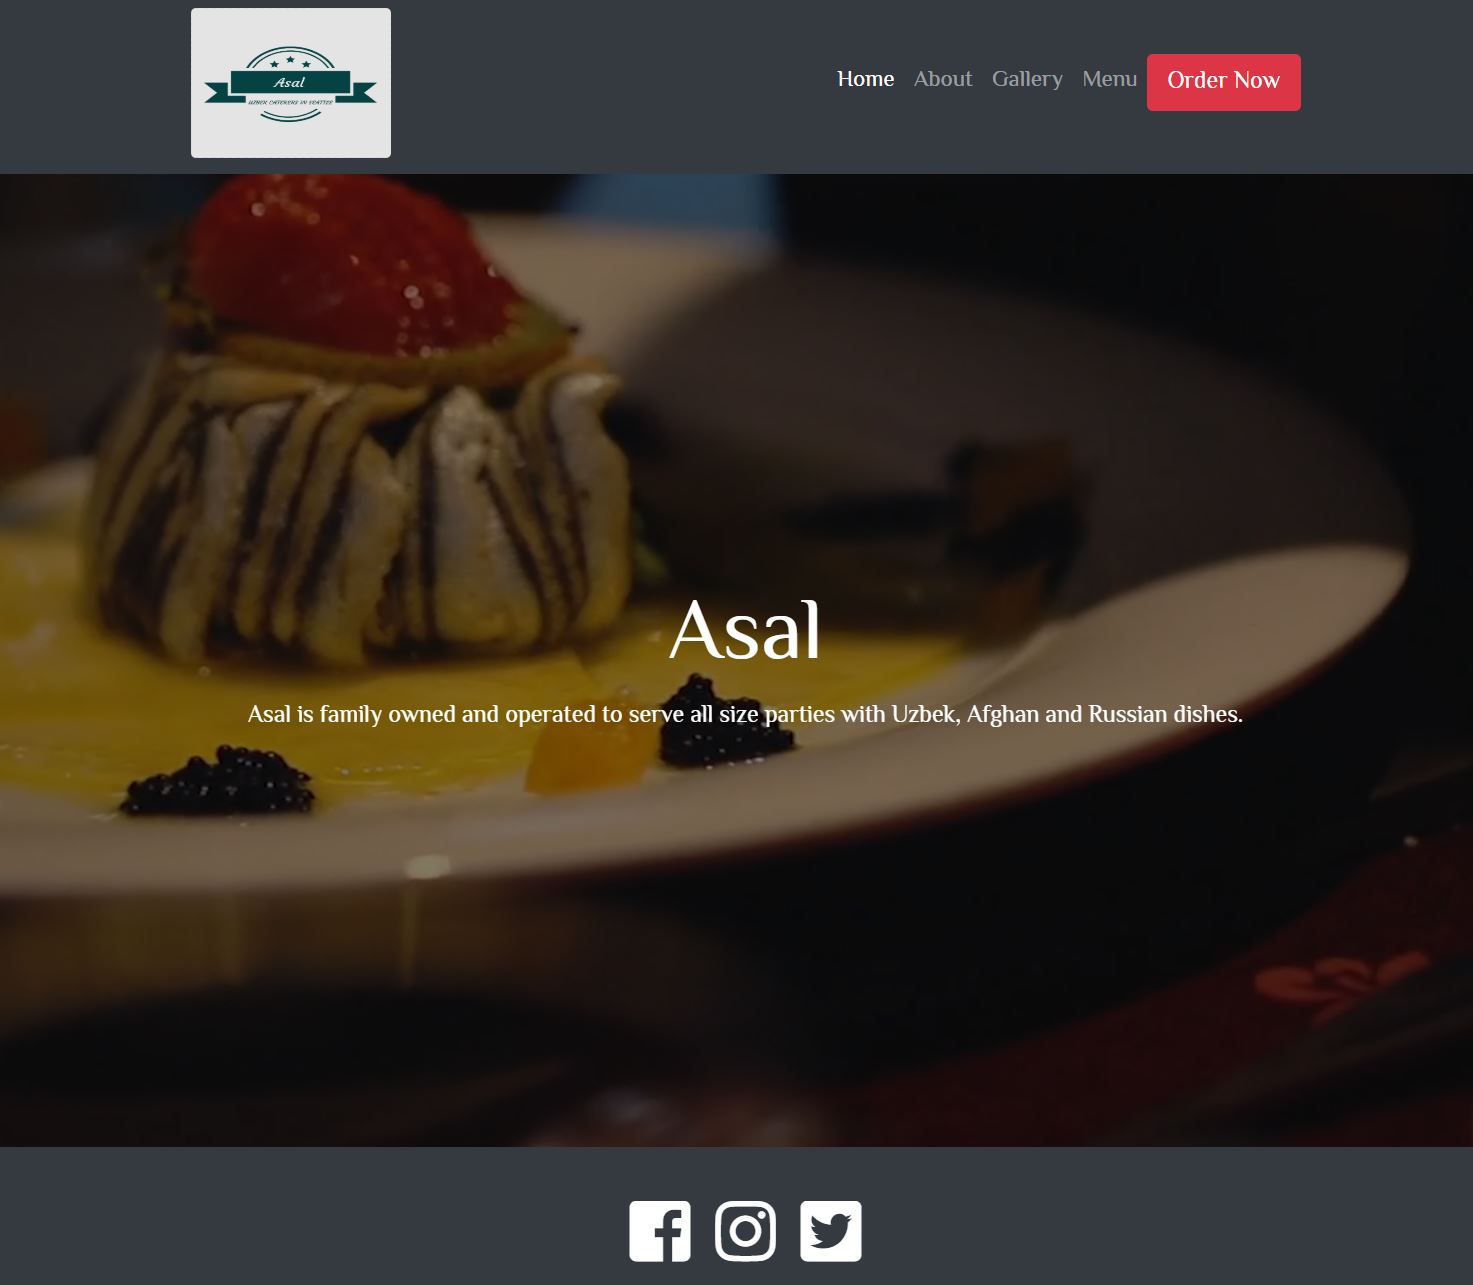 Asal
UZBEK CATERERS IN SEATTLE
Home About Gallery Menu Order Now
Asal
Asal is family owned and operated to serve all size parties with Uzbek, Afghan and Russian dishes.